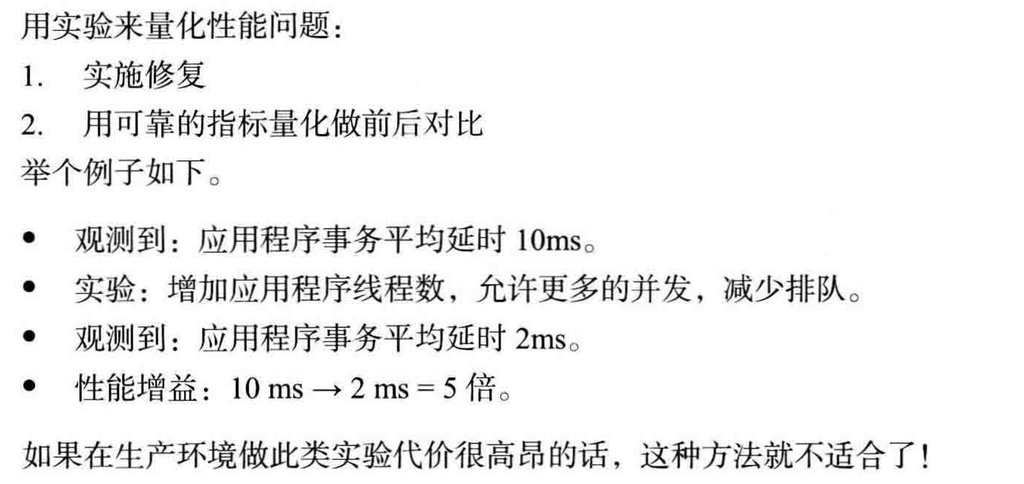 用实验来量化性能问题：
1. 实施修复
2. 用可靠的指标量化做前后对比
举个例子如下。
• 观测到：应用程序事务平均延时 10ms。
• 实验：增加应用程序线程数，允许更多的并发，减少排队。
• 观测到：应用程序事务平均延时 2ms。
• 性能增益：10 ms → 2 ms = 5 倍。
如果在生产环境做此类实验代价很高昂的话，这种方法就不适合了！